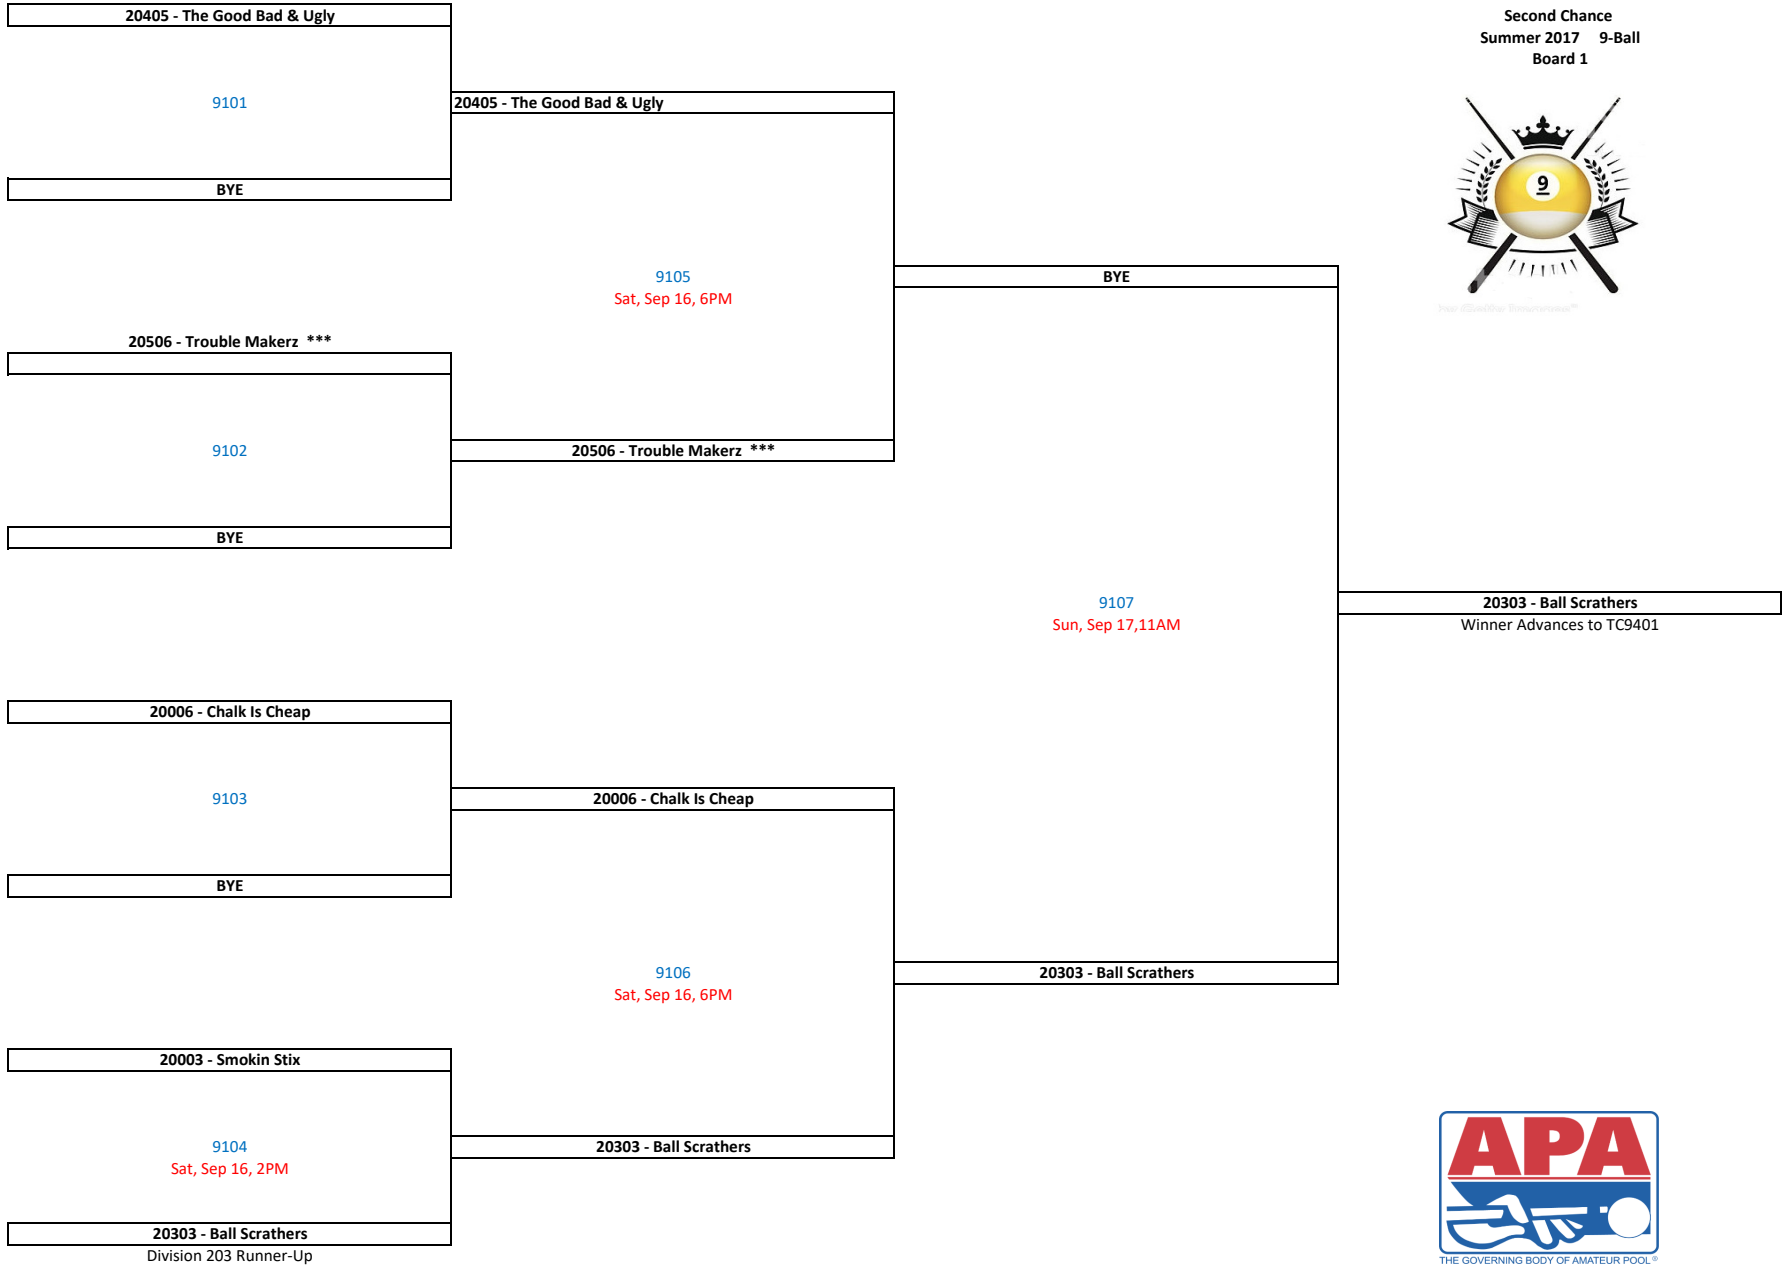 20405 - The Good Bad & Ugly
9101
BYE
20506 - Trouble Makerz ***
9102
BYE
20006 - Chalk Is Cheap
9103
BYE
20003 - Smokin Stix
9104
Sat, Sep 16, 2PM
20303 - Ball Scrathers
Division 203 Runner-Up
20405 - The Good Bad & Ugly
9105
Sat, Sep 16, 6PM
20506 - Trouble Makerz ***
20006 - Chalk Is Cheap
9106
Sat, Sep 16, 6PM
20303 - Ball Scrathers
BYE
9107
Sun, Sep 17,11AM
20303 - Ball Scrathers
Second Chance
Summer 2017 9-Ball
Board 1
9
20303 - Ball Scrathers
Winner Advances to TC9401
APA
THE GOVERNING BODY OF AMATEUR POOL®